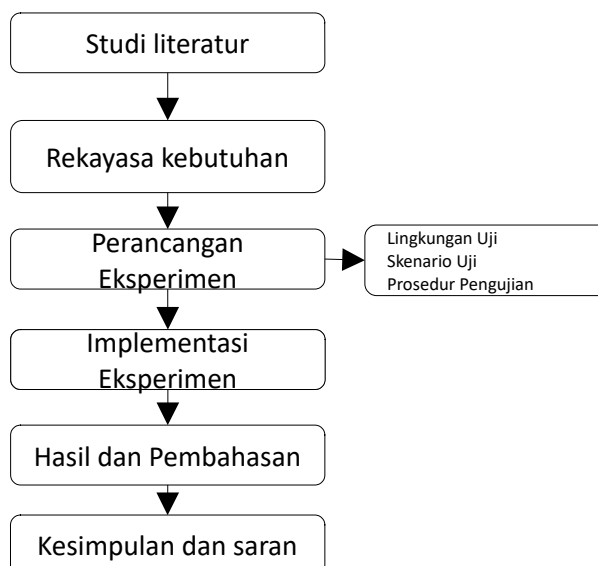 Studi literatur
Rekayasa kebutuhan
Perancangan
Eksperimen
Lingkungan Uji
Skenario Uji
Prosedur Pengujian
Implementasi
Eksperimen
Hasil dan Pembahasan
Kesimpulan dan saran